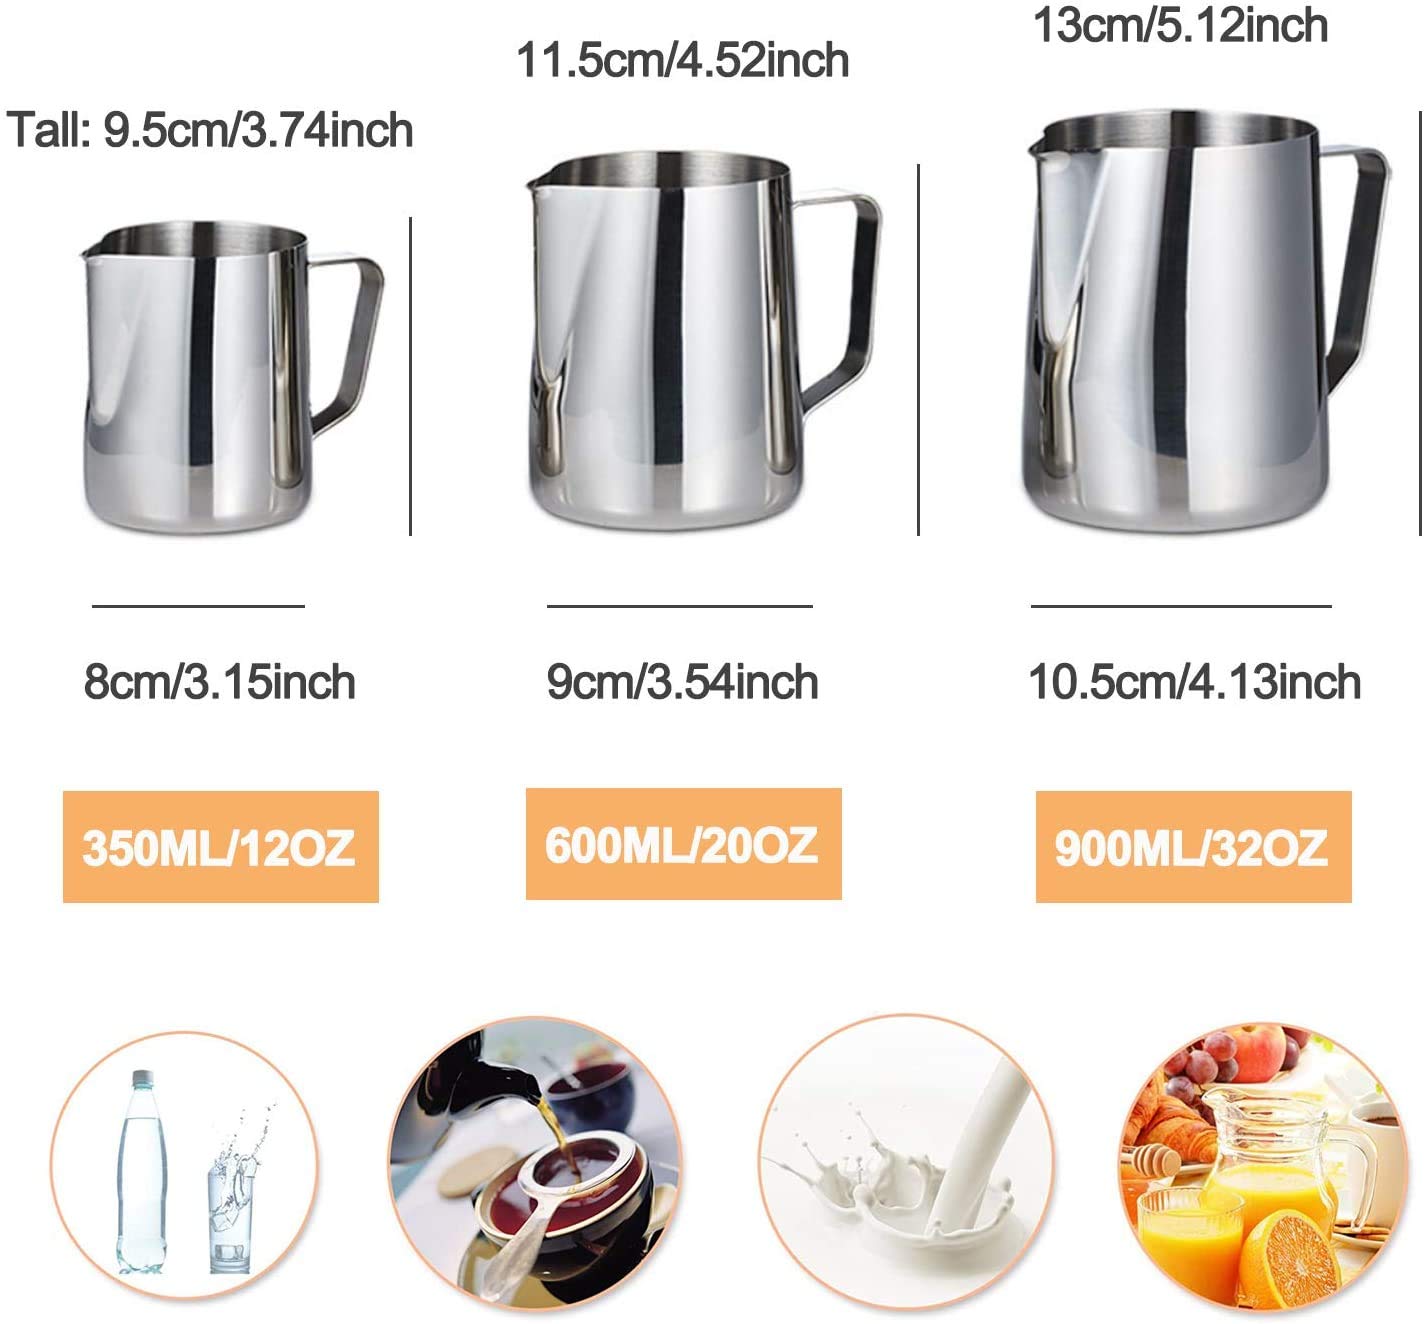 13cm/5.12inch
11.5cm/4.52inch
Tall: 9.5cm/3.74inch
8cm/3.15inch
9cm/3.54inch
10.5cm/4.13inch
350ML/12OZ
600ML/20OZ
900ML/32OZ